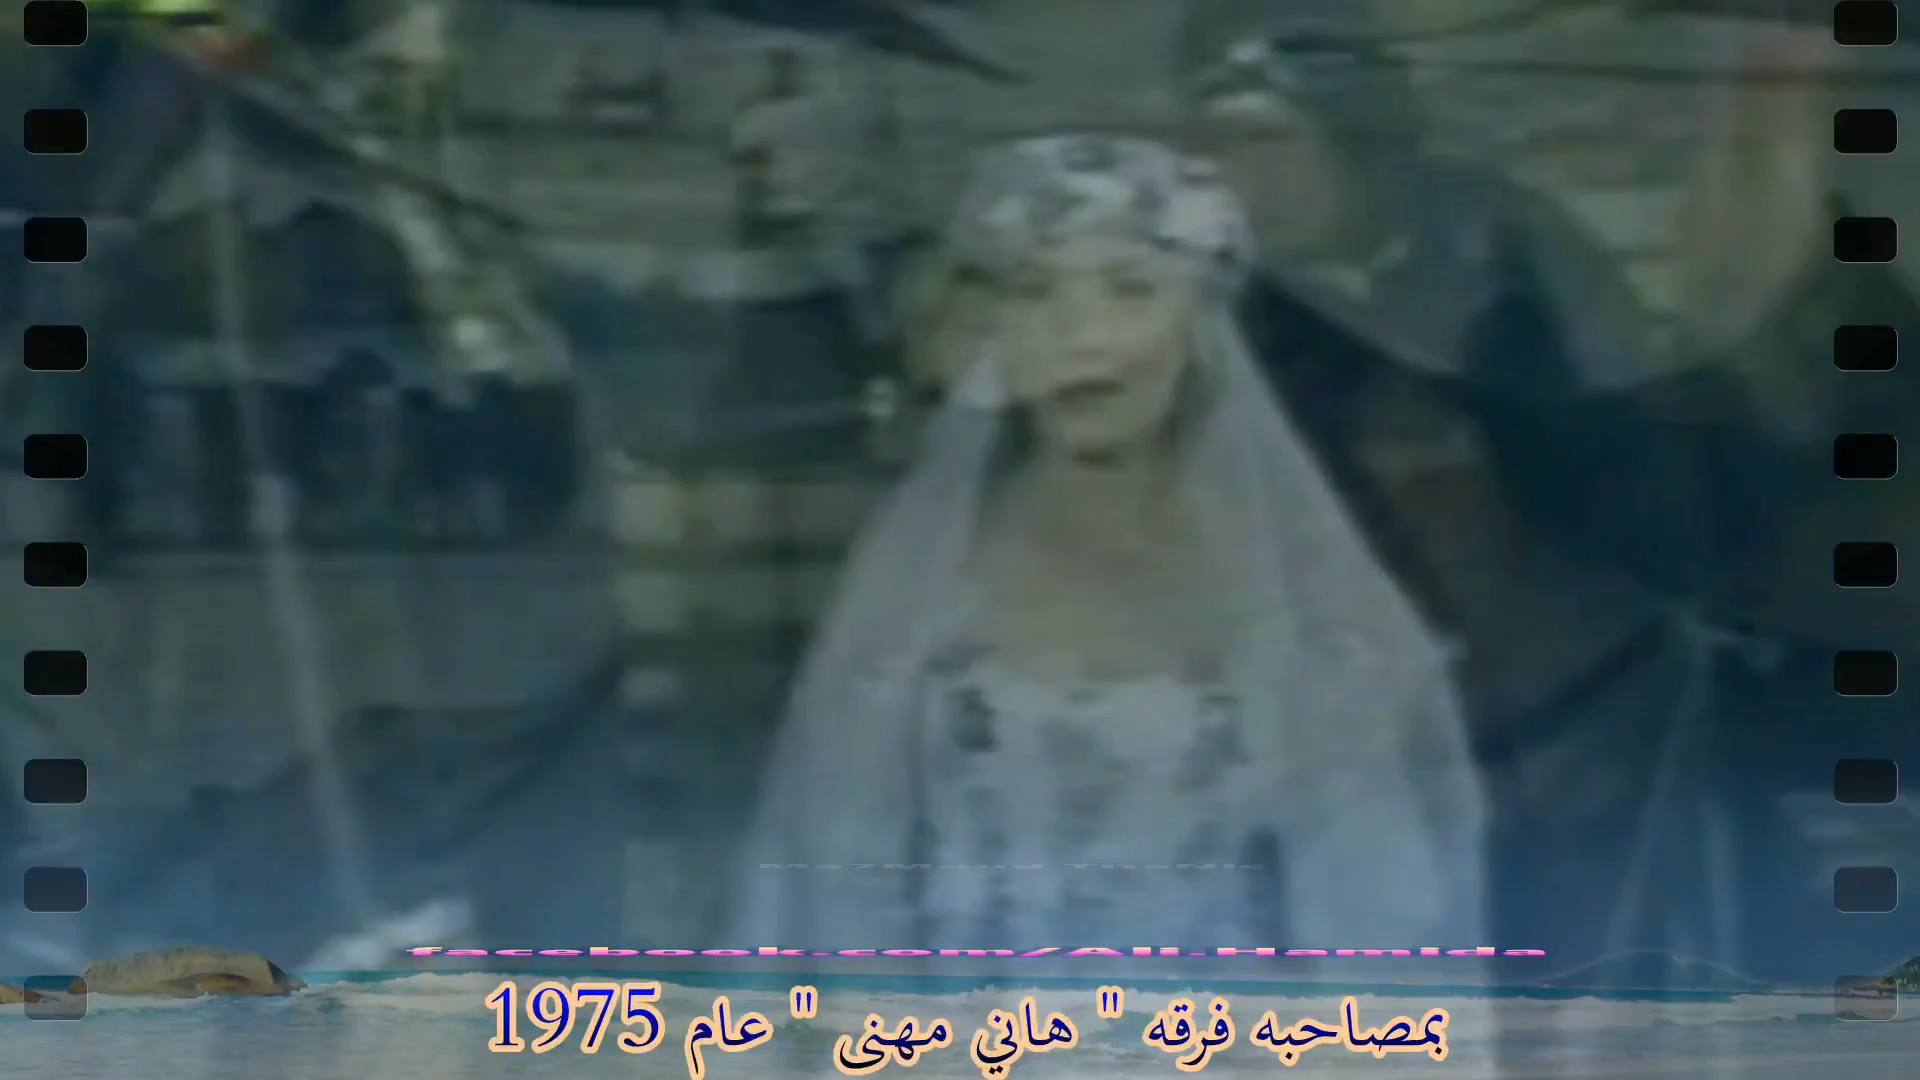 facebook.com/Ali.Hamida
بمصاحبه فرقه " هاني مهنى " عام 1975